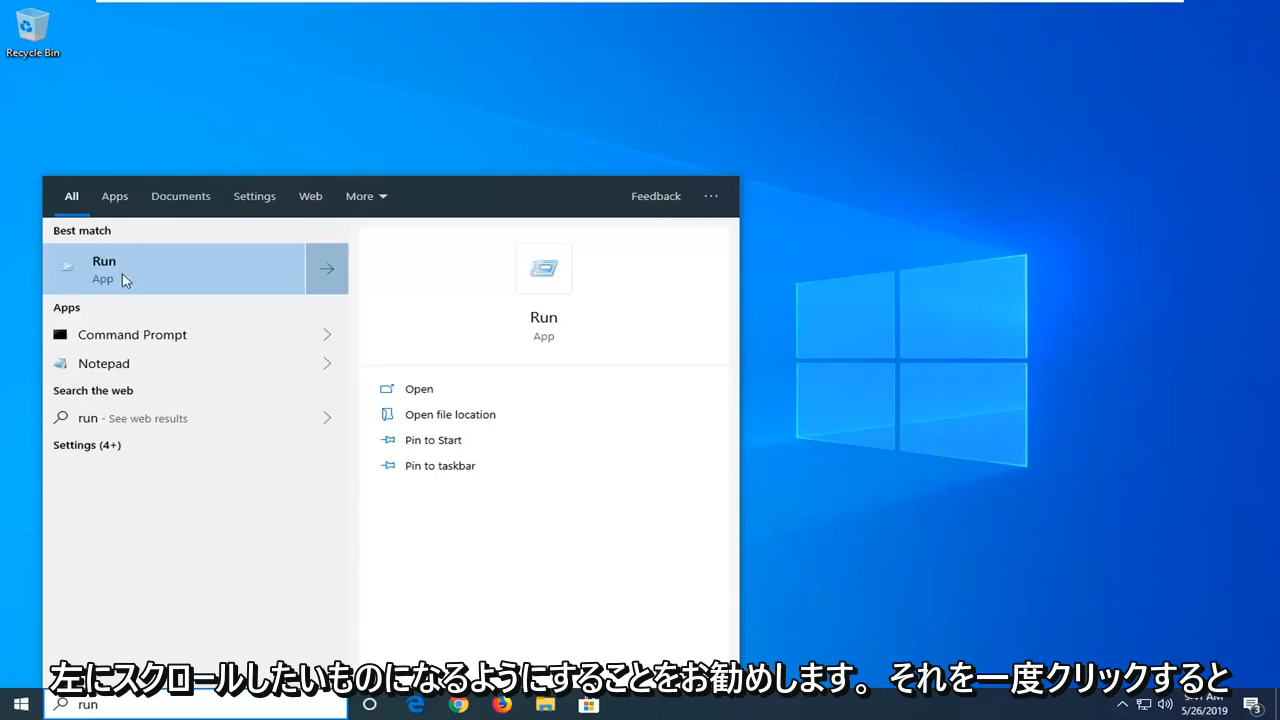 Recycle Bin
All Apps Documents Settings Web More Feedback ...
Best match
Run
App
Apps
Command Prompt
Notepad
Search the web
run - See web results
Settings (4+)
Run
App
Open
Open file location
Pin to Start
Pin to taskbar
左にスクロールしたいものになるようにすることをお勧めします。それを一度クリックすると
run
5/26/2019
3